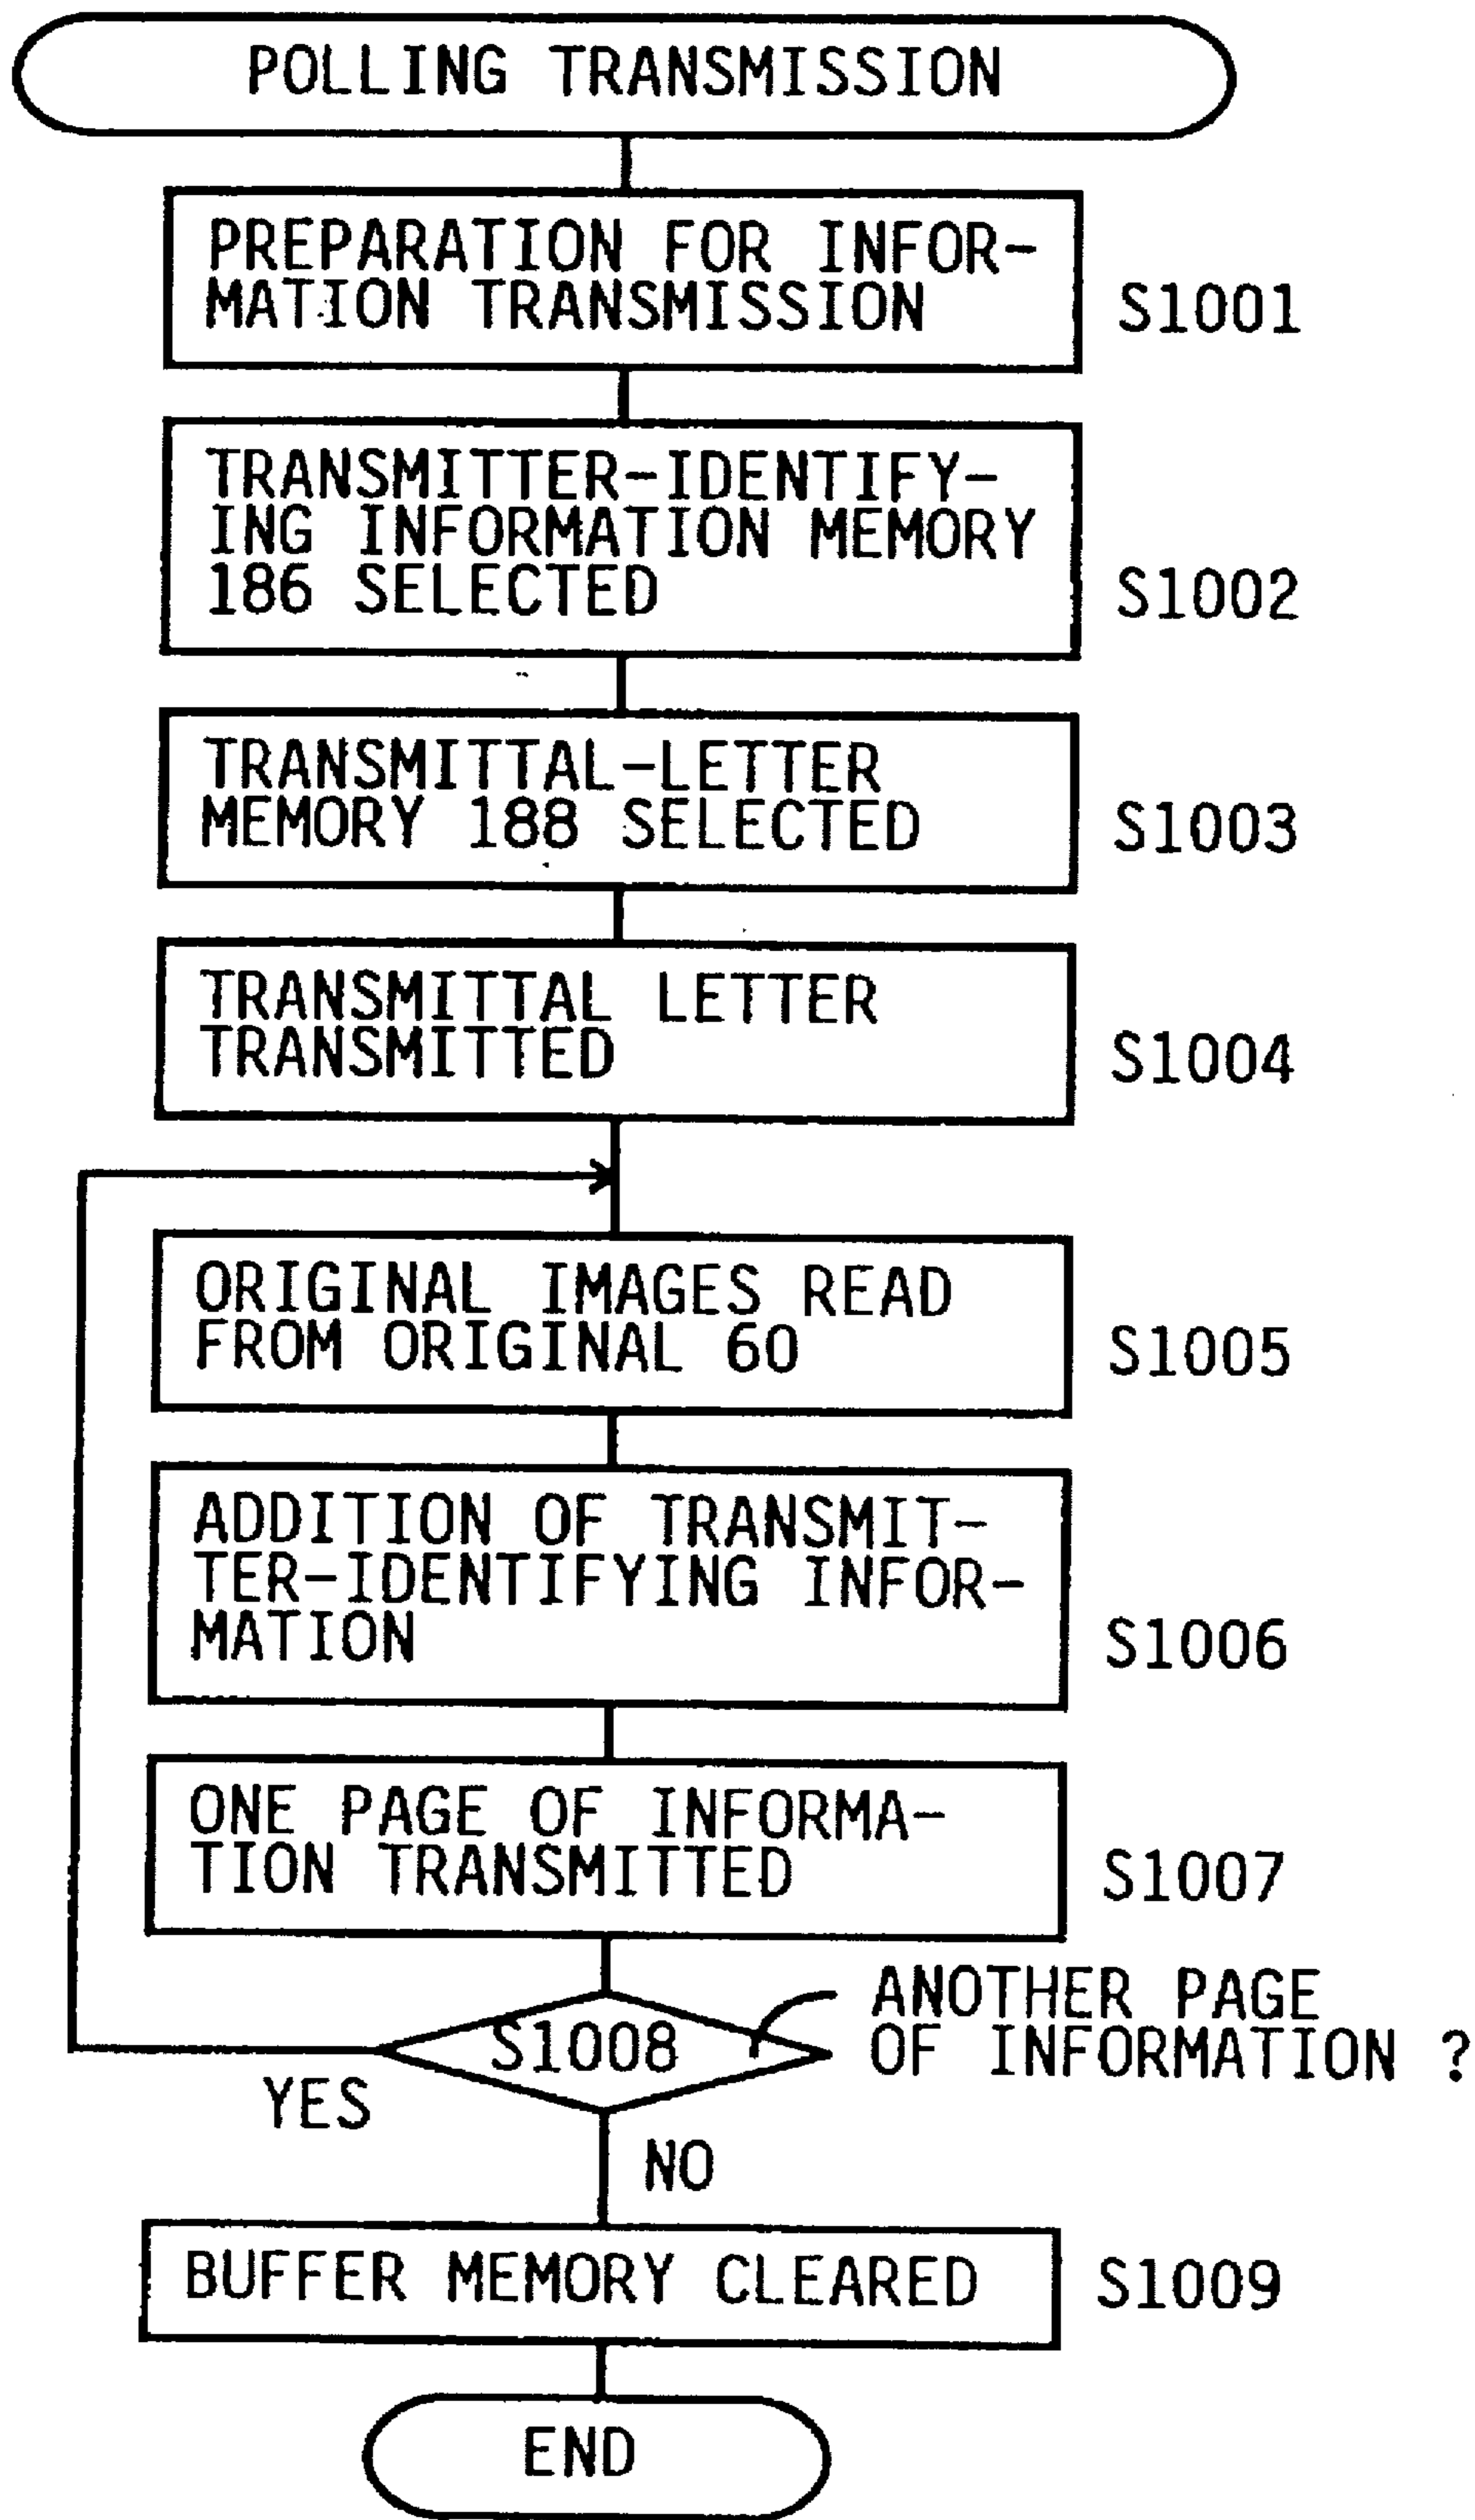 POLLING TRANSMISSION
PREPARATION FOR INFOR-
MATION TRANSMISSION
S1001
TRANSMITTER-IDENTIFY-
ING INFORMATION MEMORY
186 SELECTED
S1002
TRANSMITTAL-LETTER
MEMORY 188 SELECTED
S1003
TRANSMITTAL LETTER
TRANSMITTED
S1004
ORIGINAL IMAGES READ
FROM ORIGINAL 60
S1005
ADDITION OF TRANSMIT-
TER-IDENTIFYING INFOR-
MATION
S1006
ONE PAGE OF INFORMA-
TION TRANSMITTED
S1007
S1008
ANOTHER PAGE
OF INFORMATION ?
YES
NO
BUFFER MEMORY CLEARED
S1009
END